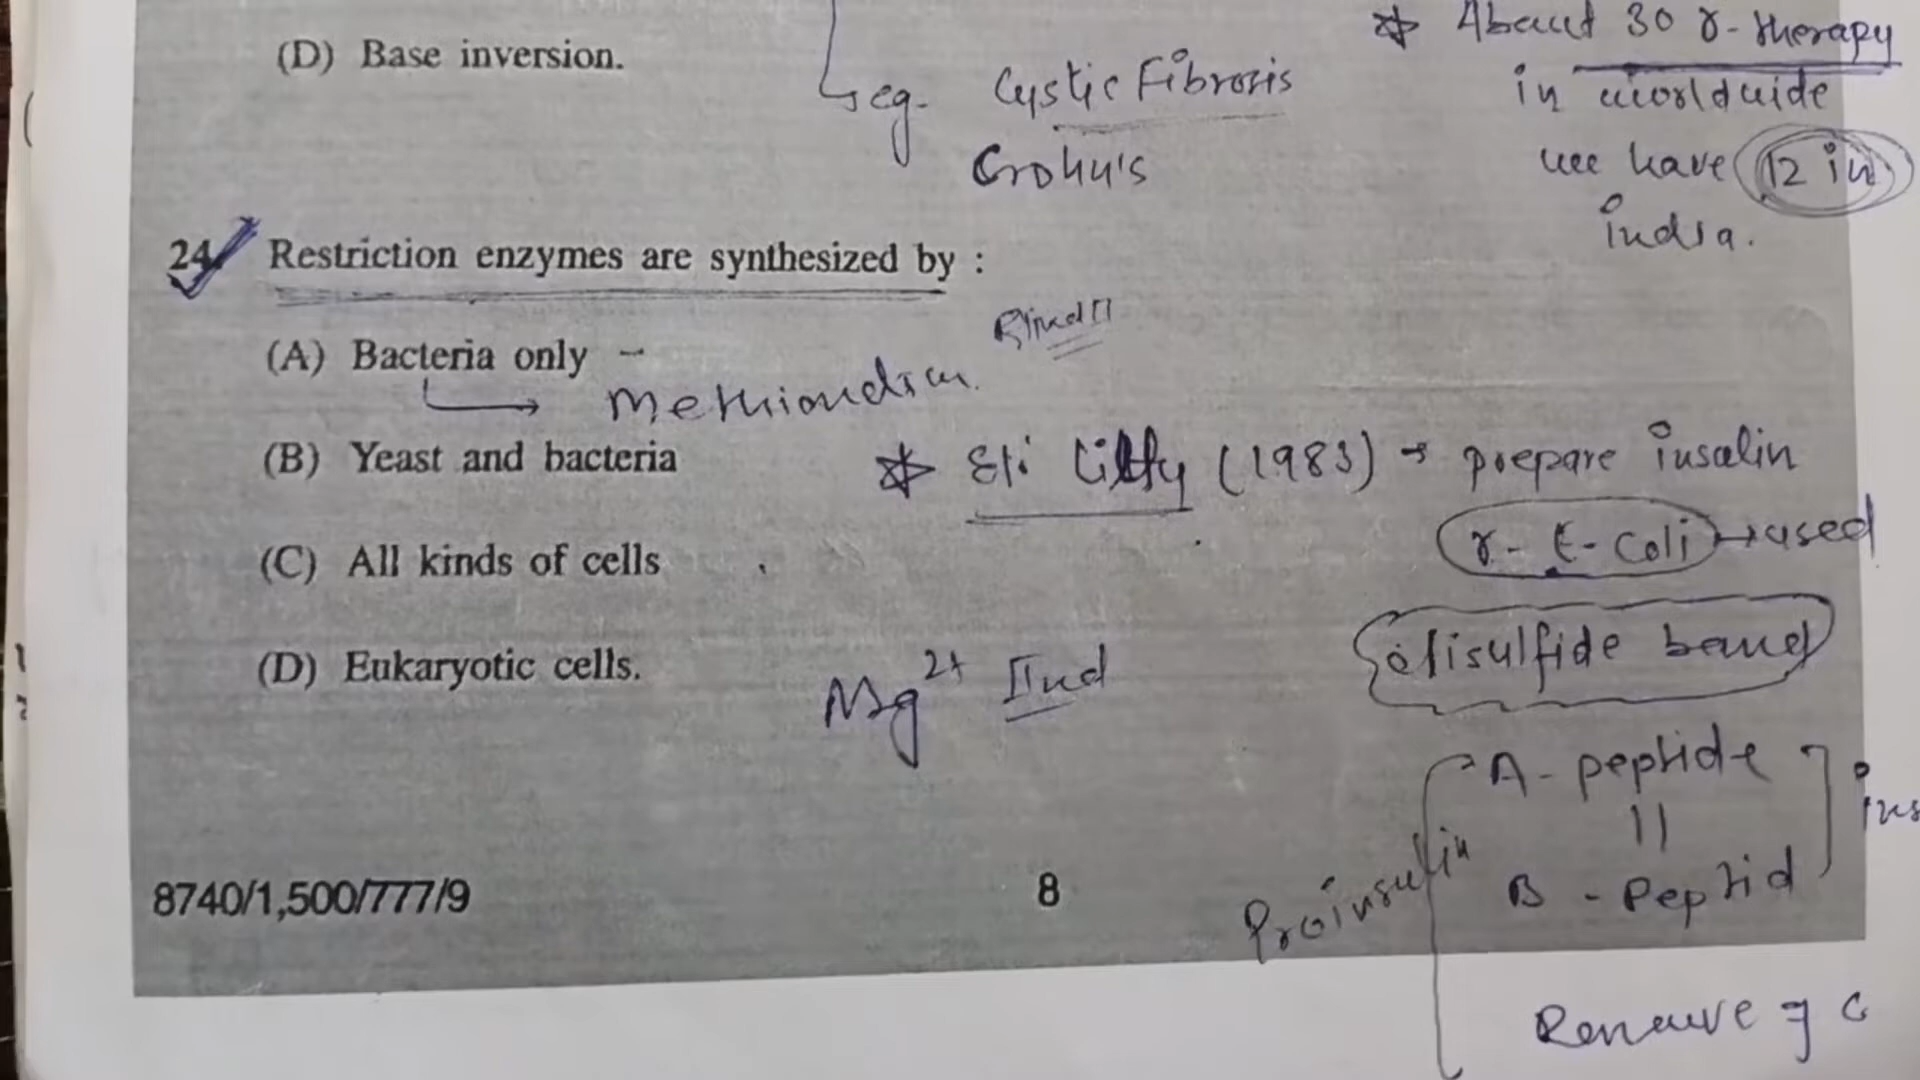 (D) Base inversion.
eg. Cystic Fibrosis
Crohn's
About 30 r-therapy
in worldwide
we have 12 in
india.
24. Restriction enzymes are synthesized by :
(A) Bacteria only -
HindII
(B) Yeast and bacteria
Eli Lilly (1983) → prepare insulin
r-E-Coli → used
(C) All kinds of cells
disulfide bond
(D) Eukaryotic cells.
Mg2+ IInd
A - peptide
B - Peptid
Proinsulin
ins
8740/1,500/777/9
8